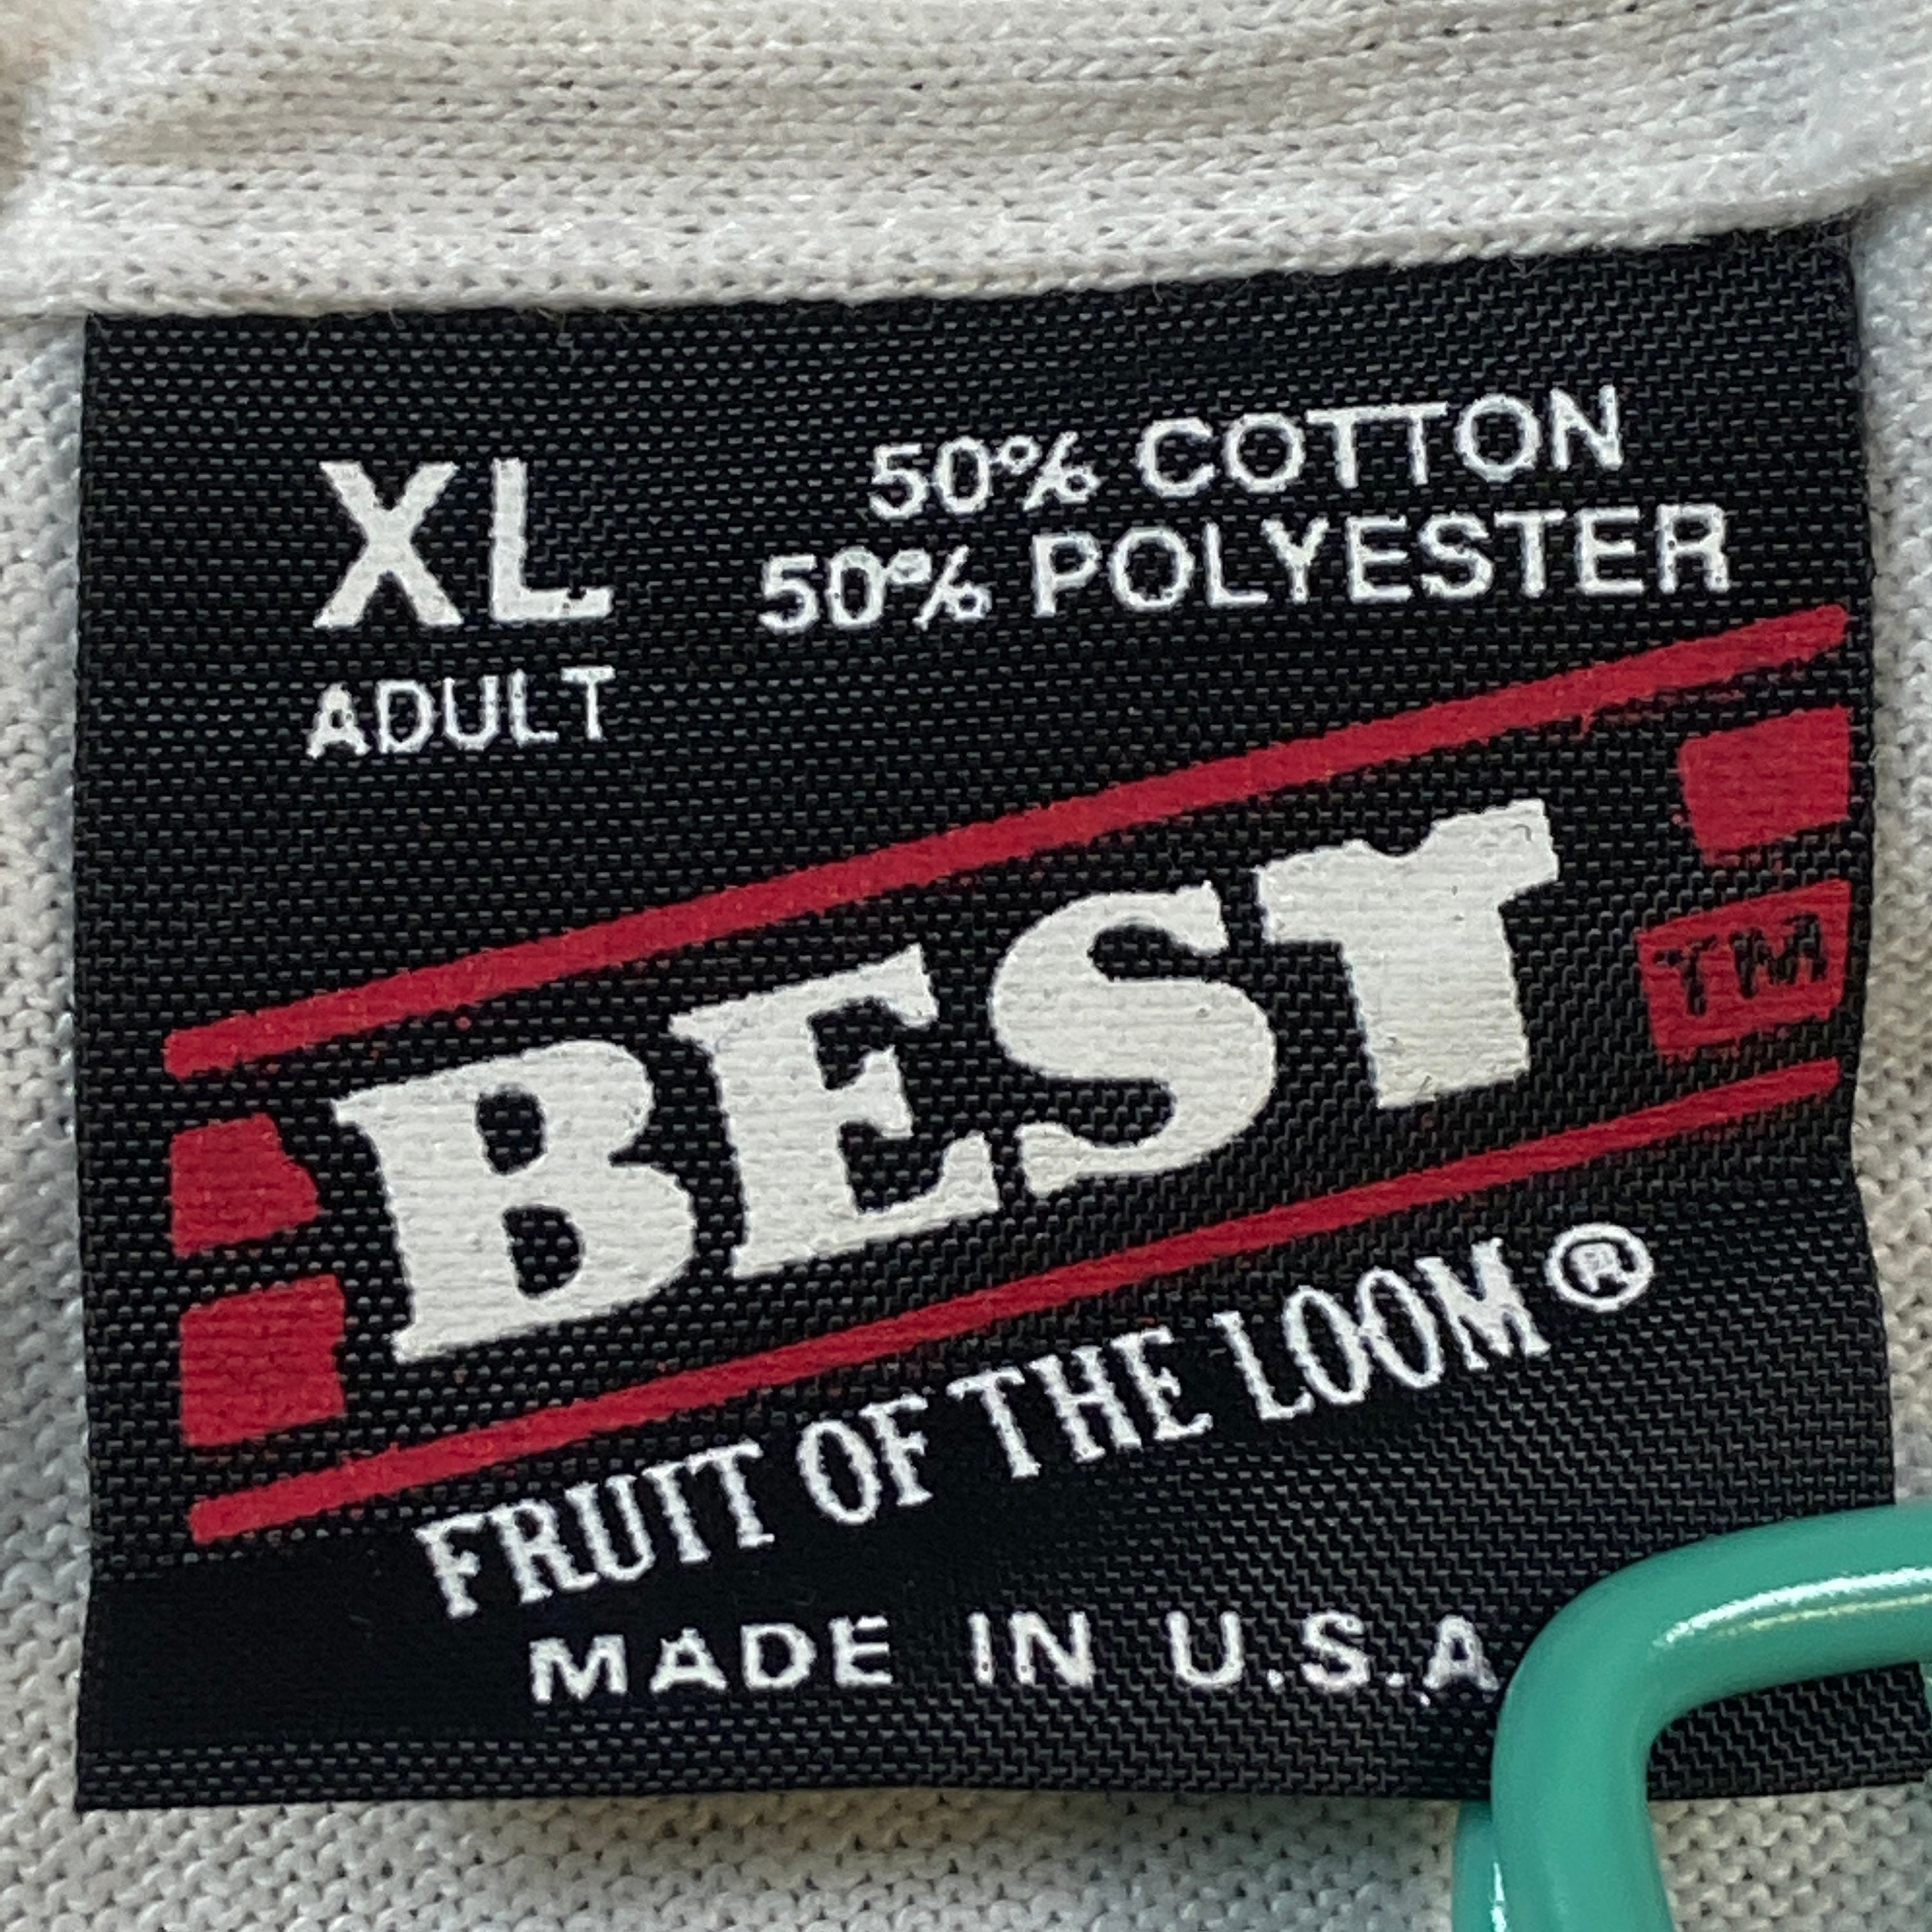 XL
ADULT
50% COTTON
50% POLYESTER
BEST
TM
FRUIT OF THE LOOM®
MADE IN U.S.A